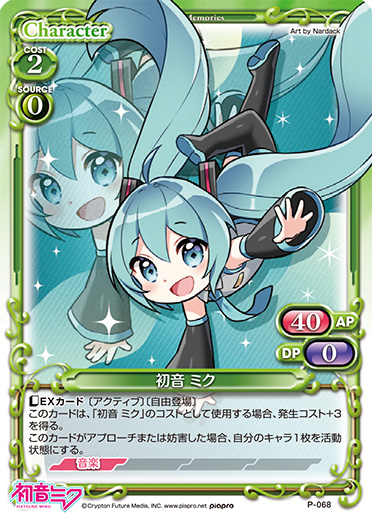 Memories
Character
Art by Nardack
COST
2
SOURCE
0
40 AP
DP 0
初音 ミク
EXカード〔アクティブ〕〔自由登場〕
このカードは、「初音 ミク」のコストとして使用する場合、発生コスト+3
を得る。
このカードがアプローチまたは妨害した場合、自分のキャラ1枚を活動
状態にする。
音楽
初音ミク
HATSUNE MIKU
©Crypton Future Media, INC. www.piapro.net piapro
P-068